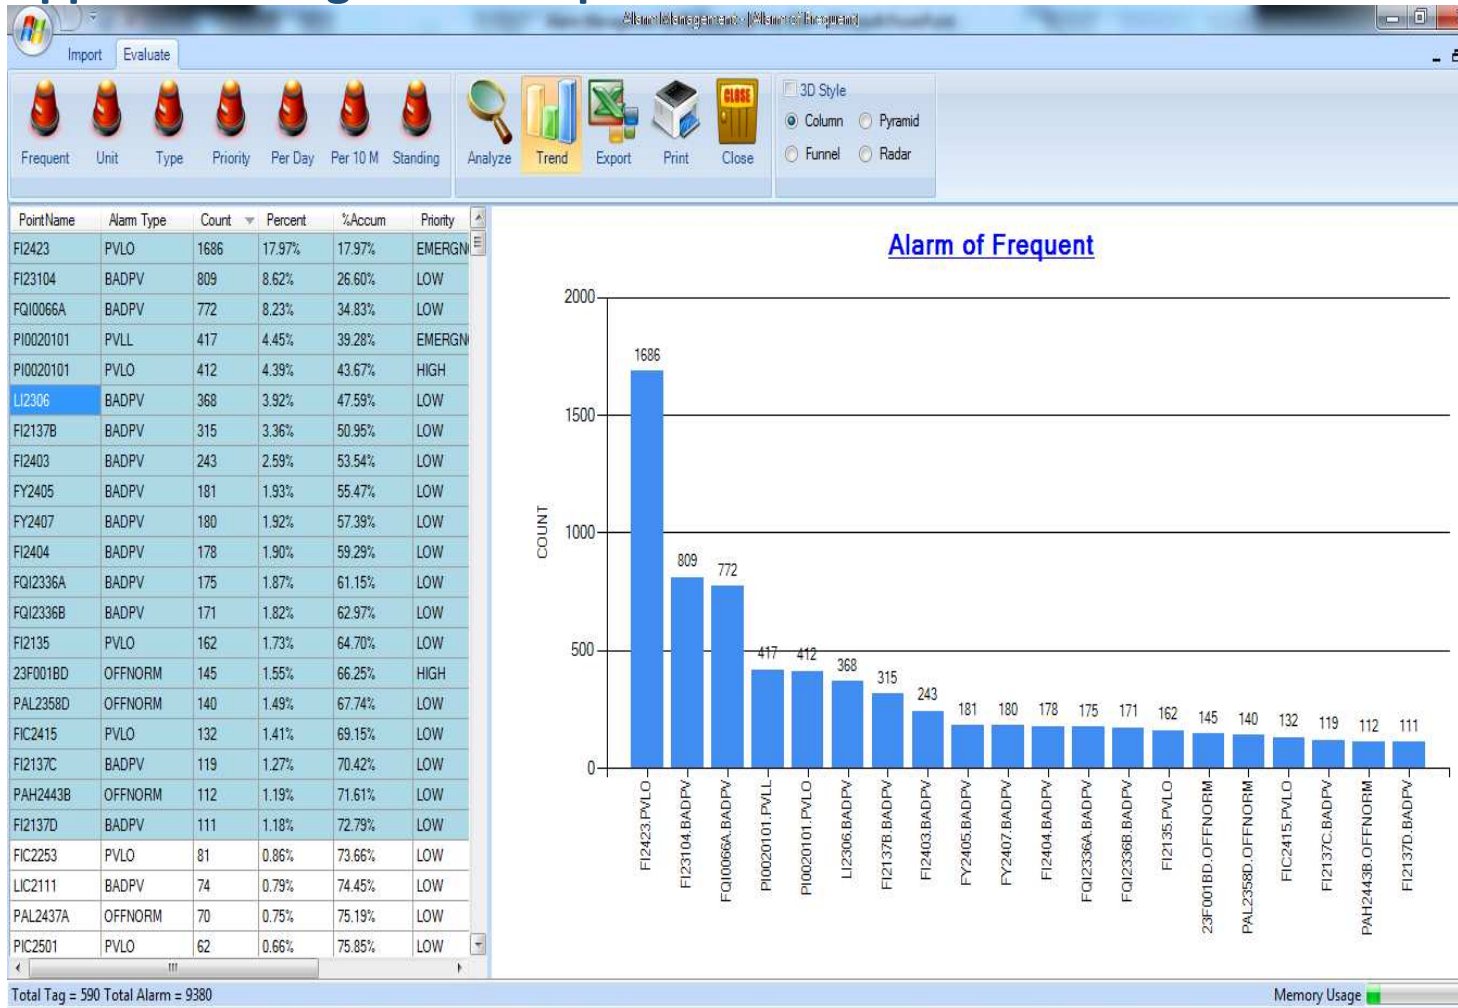 Alarm Management - [Alarm of Frequent]
Import Evaluate
3D Style
Column Pyramid
Funnel Radar
Frequent Unit Type Priority Per Day Per 10 M Standing Analyze Trend Export Print Close
CLOSE
PointName Alarm Type Count Percent %Accum Priority
FI2423 PVLO 1686 17.97% 17.97% EMERGN
FI23104 BADPV 809 8.62% 26.60% LOW
FQI0066A BADPV 772 8.23% 34.83% LOW
PI0020101 PVLL 417 4.45% 39.28% EMERGN
PI0020101 PVLO 412 4.39% 43.67% HIGH
LI2306 BADPV 368 3.92% 47.59% LOW
FI2137B BADPV 315 3.36% 50.95% LOW
FI2403 BADPV 243 2.59% 53.54% LOW
FY2405 BADPV 181 1.93% 55.47% LOW
FY2407 BADPV 180 1.92% 57.39% LOW
FI2404 BADPV 178 1.90% 59.29% LOW
FQI2336A BADPV 175 1.87% 61.15% LOW
FQI2336B BADPV 171 1.82% 62.97% LOW
FI2135 PVLO 162 1.73% 64.70% LOW
23F001BD OFFNORM 145 1.55% 66.25% HIGH
PAL2358D OFFNORM 140 1.49% 67.74% LOW
FIC2415 PVLO 132 1.41% 69.15% LOW
FI2137C BADPV 119 1.27% 70.42% LOW
PAH2443B OFFNORM 112 1.19% 71.61% LOW
FI2137D BADPV 111 1.18% 72.79% LOW
FIC2253 PVLO 81 0.86% 73.66% LOW
LIC2111 BADPV 74 0.79% 74.45% LOW
PAL2437A OFFNORM 70 0.75% 75.19% LOW
PIC2501 PVLO 62 0.66% 75.85% LOW
Alarm of Frequent
COUNT
2000
1500
1000
500
0
1686
809
772
417
412
368
315
243
181
180
178
175
171
162
145
140
132
119
112
111
FI2423.PVLO
FI23104.BADPV
FQI0066A.BADPV
PI0020101.PVLL
PI0020101.PVLO
LI2306.BADPV
FI2137B.BADPV
FI2403.BADPV
FY2405.BADPV
FY2407.BADPV
FI2404.BADPV
FQI2336A.BADPV
FQI2336B.BADPV
FI2135.PVLO
23F001BD.OFFNORM
PAL2358D.OFFNORM
FIC2415.PVLO
FI2137C.BADPV
PAH2443B.OFFNORM
FI2137D.BADPV
Total Tag = 590 Total Alarm = 9380
Memory Usage